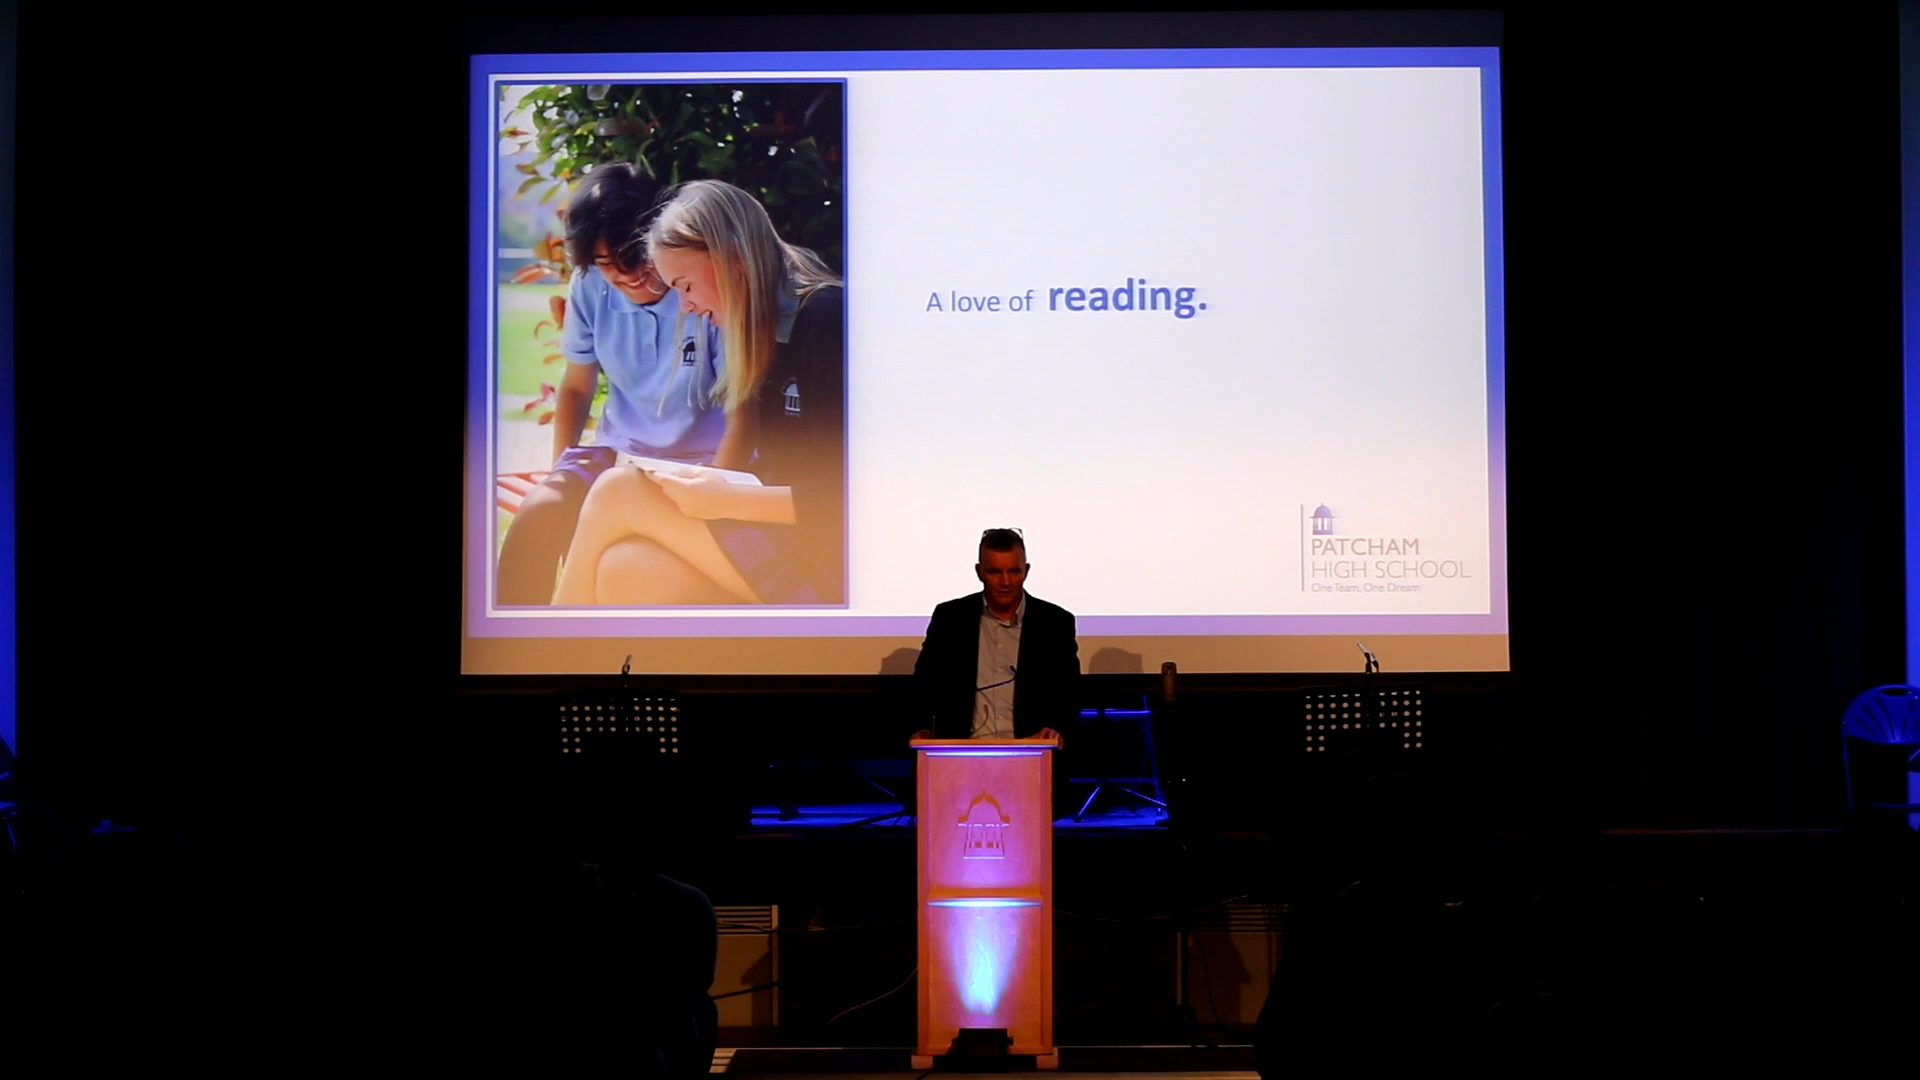 A love of reading.
PATCHAM
HIGH SCHOOL
One Team, One Dream